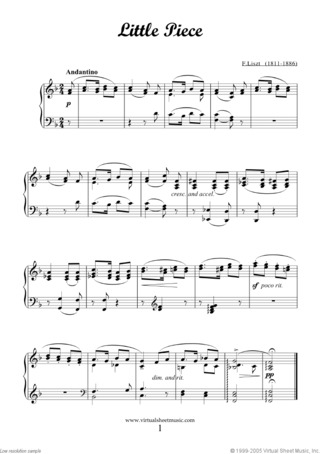 Little Piece
F.Liszt (1811-1886)
Andantino
p
cresc. and accel.
sf poco rit.
dim. and rit.
pp
www.virtualsheetmusic.com
1
Low resolution sample
© 1999-2005 Virtual Sheet Music, Inc.